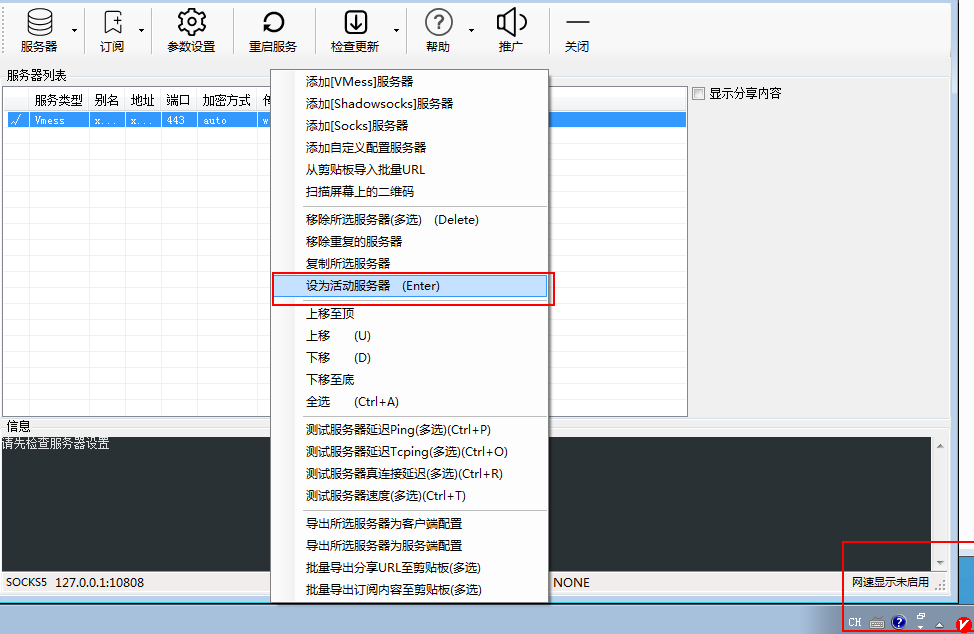 服务器
订阅
参数设置
重启服务
检查更新
帮助
推广
关闭
服务器列表
服务器类型 别名 地址 端口 加密方式
显示分享内容
Vmess x... x... 443 auto w
添加[VMess]服务器
添加[Shadowsocks]服务器
添加[Socks]服务器
添加自定义配置服务器
从剪贴板导入批量URL
扫描屏幕上的二维码
移除所选服务器(多选) (Delete)
移除重复的服务器
复制所选服务器
设为活动服务器 (Enter)
上移至顶
上移 (U)
下移 (D)
下移至底
全选 (Ctrl+A)
测试服务器延迟Ping(多选)(Ctrl+P)
测试服务器延迟Tcping(多选)(Ctrl+O)
测试服务器真连接延迟(多选)(Ctrl+R)
测试服务器速度(多选)(Ctrl+T)
导出所选服务器为客户端配置
导出所选服务器为服务端配置
批量导出分享URL至剪贴板(多选)
批量导出订阅内容至剪贴板(多选)
信息
请先检查服务器设置
SOCKS5 127.0.0.1:10808
NONE
网速显示未启用
CH